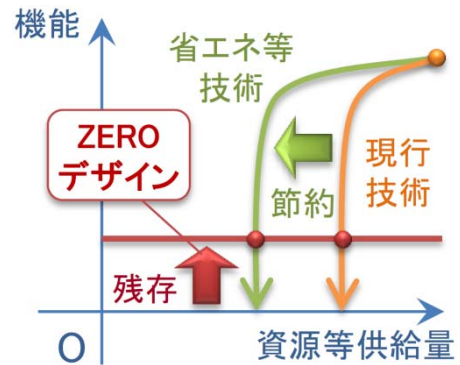 機能
省エネ等
技術
ZERO
デザイン
現行
技術
節約
残存
O
資源等供給量